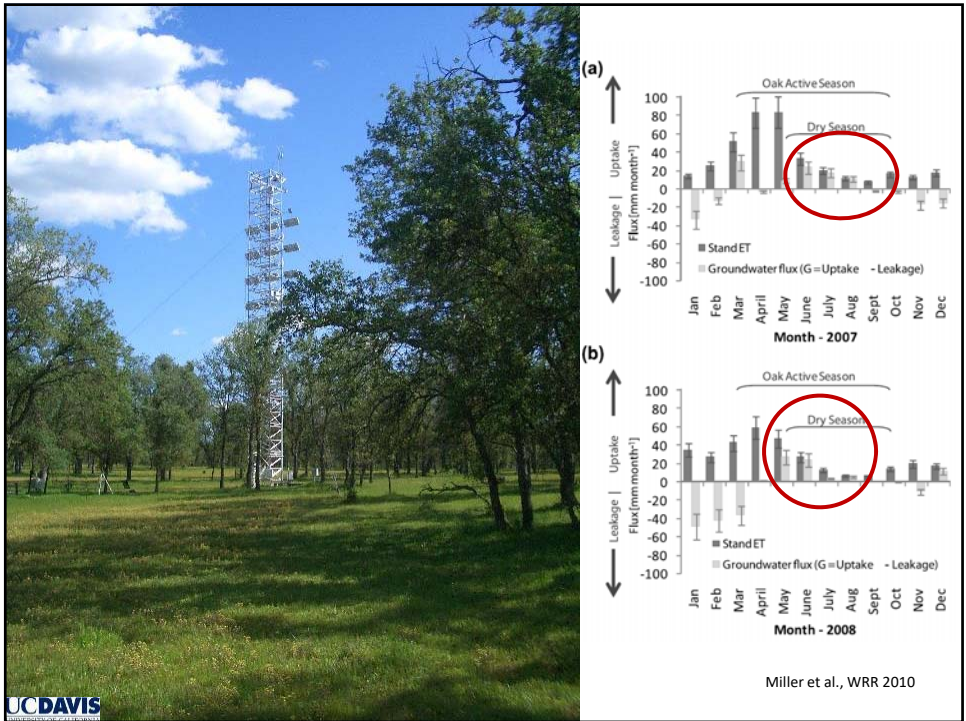 (a)
Oak Active Season
Dry Season
100
80
60
40
20
0
-20
-40
-60
-80
-100
Leakage | Uptake
Flux [mm month⁻¹]
Stand ET
Groundwater flux (G = Uptake - Leakage)
Jan
Feb
Mar
April
May
June
July
Aug
Sept
Oct
Nov
Dec
Month - 2007
(b)
Oak Active Season
Dry Season
100
80
60
40
20
0
-20
-40
-60
-80
-100
Leakage | Uptake
Flux [mm month⁻¹]
Stand ET
Groundwater flux (G = Uptake - Leakage)
Jan
Feb
Mar
April
May
June
July
Aug
Sept
Oct
Nov
Dec
Month - 2008
Miller et al., WRR 2010
UCDAVIS
UNIVERSITY OF CALIFORNIA